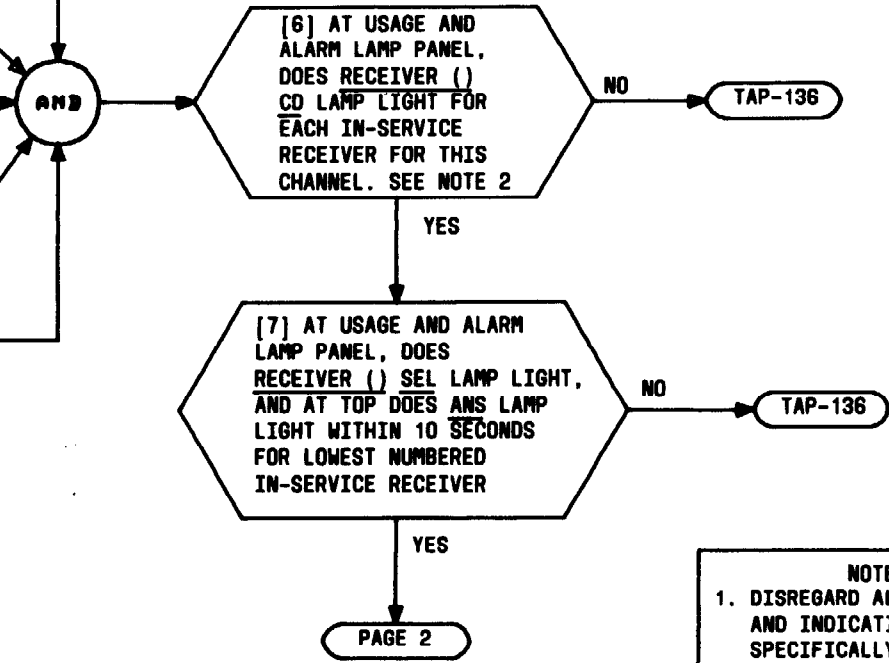 AND
[6] AT USAGE AND
ALARM LAMP PANEL,
DOES RECEIVER ()
CD LAMP LIGHT FOR
EACH IN-SERVICE
RECEIVER FOR THIS
CHANNEL. SEE NOTE 2
NO
TAP-136
YES
[7] AT USAGE AND ALARM
LAMP PANEL, DOES
RECEIVER () SEL LAMP LIGHT,
AND AT TOP DOES ANS LAMP
LIGHT WITHIN 10 SECONDS
FOR LOWEST NUMBERED
IN-SERVICE RECEIVER
NO
TAP-136
YES
PAGE 2
NOTE
1. DISREGARD
AND
SPECIFICALLY